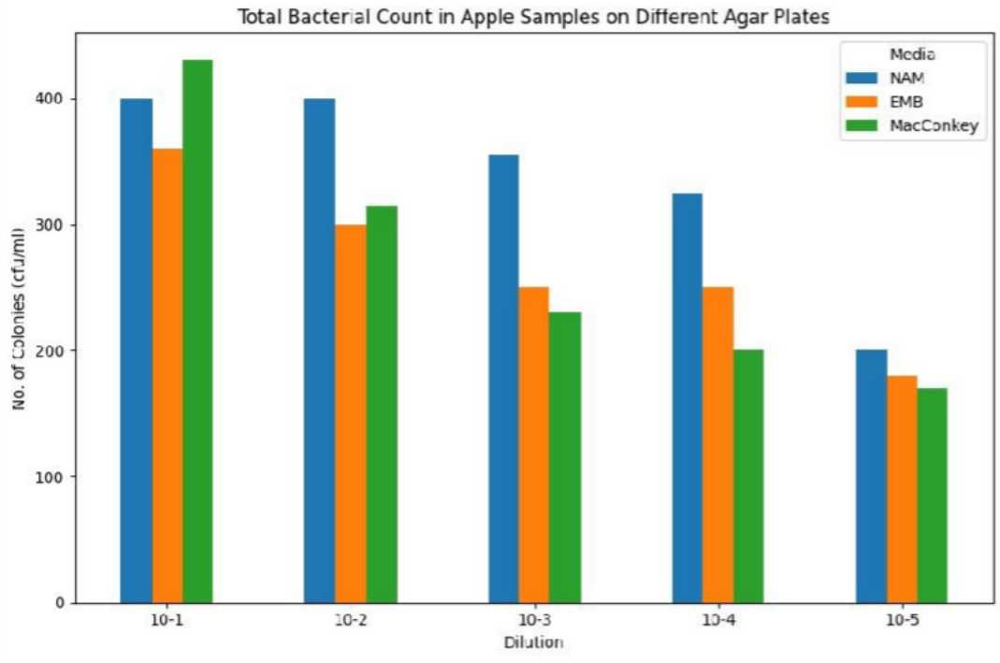 Total Bacterial Count in Apple Samples on Different Agar Plates
Media
NAM
EMB
MacConkey
No. of Colonies (cfu/ml)
400
300
200
100
0
10-1 10-2 10-3 10-4 10-5
Dilution